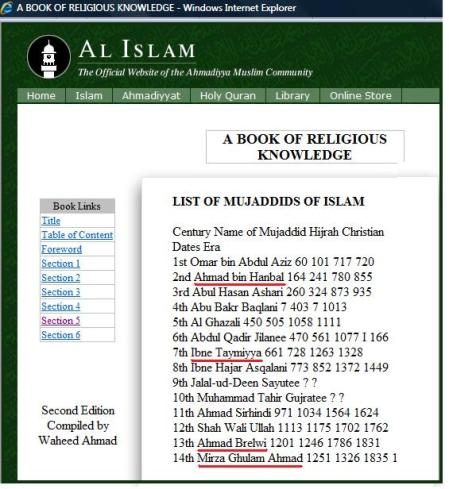 A BOOK OF RELIGIOUS KNOWLEDGE - Windows Internet Explorer
AL ISLAM
The Official Website of the Ahmadiyya Muslim Community
Home Islam Ahmadiyyat Holy Quran Library Online Store
A BOOK OF RELIGIOUS
KNOWLEDGE
Book Links
Title
Table of Content
Foreword
Section 1
Section 2
Section 3
Section 4
Section 5
Section 6
Second Edition
Compiled by
Waheed Ahmad
LIST OF MUJADDIDS OF ISLAM
Century Name of Mujaddid Hijrah Christian
Dates Era
1st Omar bin Abdul Aziz 60 101 717 720
2nd Ahmad bin Hanbal 164 241 780 855
3rd Abul Hasan Ashari 260 324 873 935
4th Abu Bakr Baqlani ? 403 ? 1013
5th Al Ghazali 450 505 1058 1111
6th Abdul Qadir Jilanee 470 561 1077 I 166
7th Ibne Taymiyya 661 728 1263 1328
8th Ibne Hajar Asqalani 773 852 1372 1449
9th Jalal-ud-Deen Sayutee ? ?
10th Muhammad Tahir Gujratee ? ?
11th Ahmad Sirhindi 971 1034 1564 1624
12th Shah Wali Ullah 1113 1175 1702 1762
13th Ahmad Brelwi 1201 1246 1786 1831
14th Mirza Ghulam Ahmad 1251 1326 1835 1